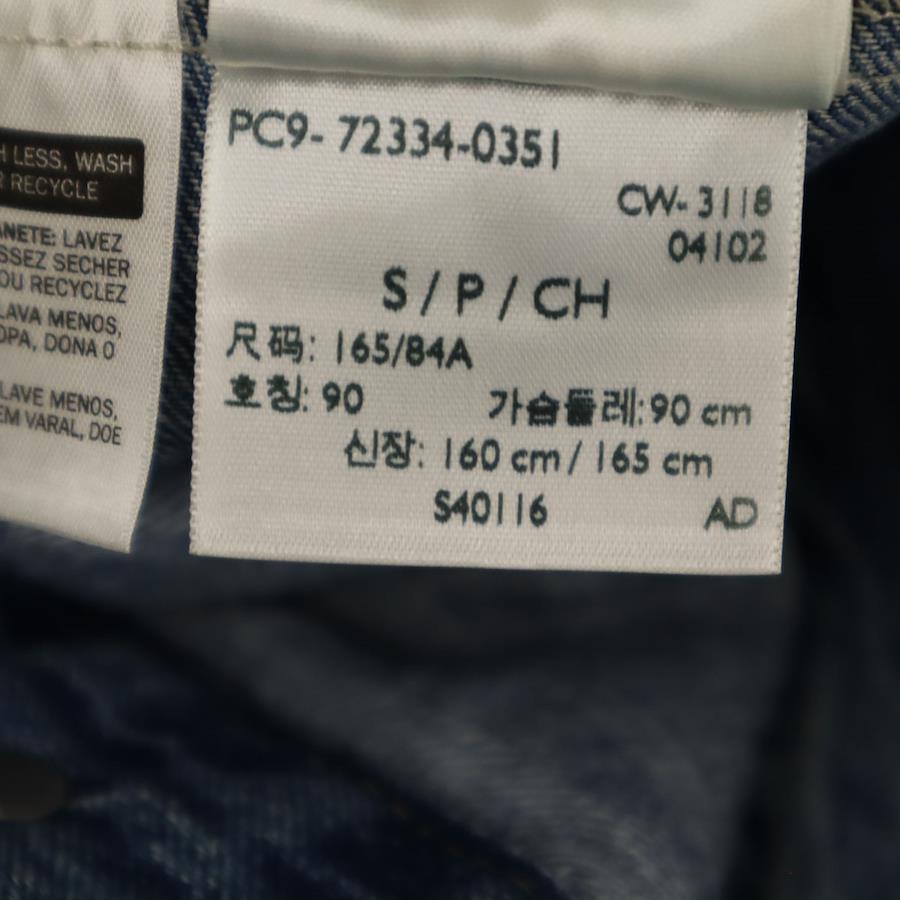 H LESS, WASH
R RECYCLE
ANETE: LAVEZ
SSEZ SECHER
OU RECYCLEZ
LAVA MENOS,
OPA, DONA O
LAVE MENOS,
EM VARAL, DOE
PC9- 72334-0351
CW- 3118
04102
S / P / CH
尺码: 165/84A
호칭: 90 가슴둘레: 90 cm
신장: 160 cm / 165 cm
S40116 AD